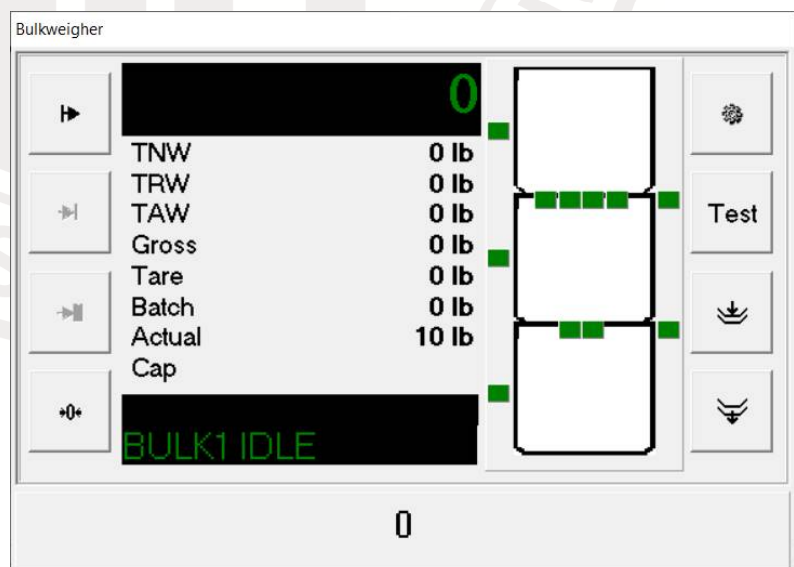 Bulkweigher
0
TNW 0 lb
TRW 0 lb
TAW 0 lb
Gross 0 lb
Tare 0 lb
Batch 0 lb
Actual 10 lb
Cap
BULK1 IDLE
→0←
Test
0